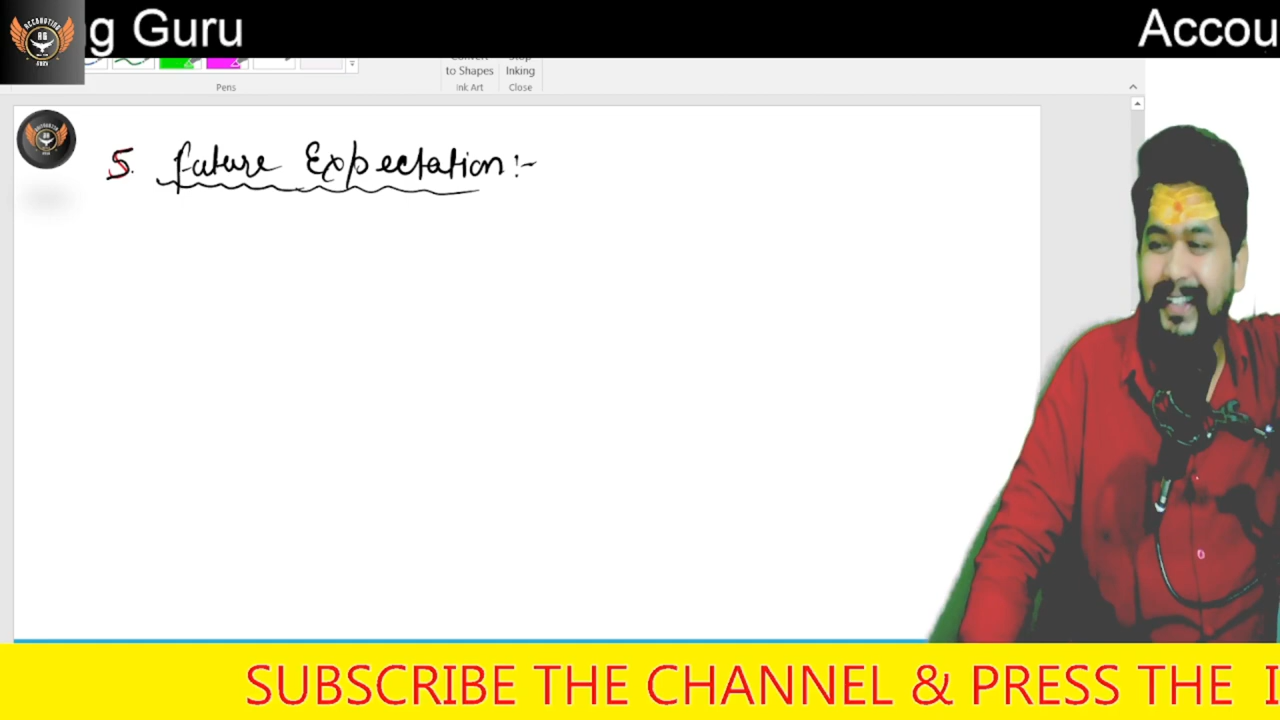 g Guru
Accou
to Shapes
Inking
Pens
Ink Art
Close
5. Future Expectation :-
SUBSCRIBE THE CHANNEL & PRESS THE I